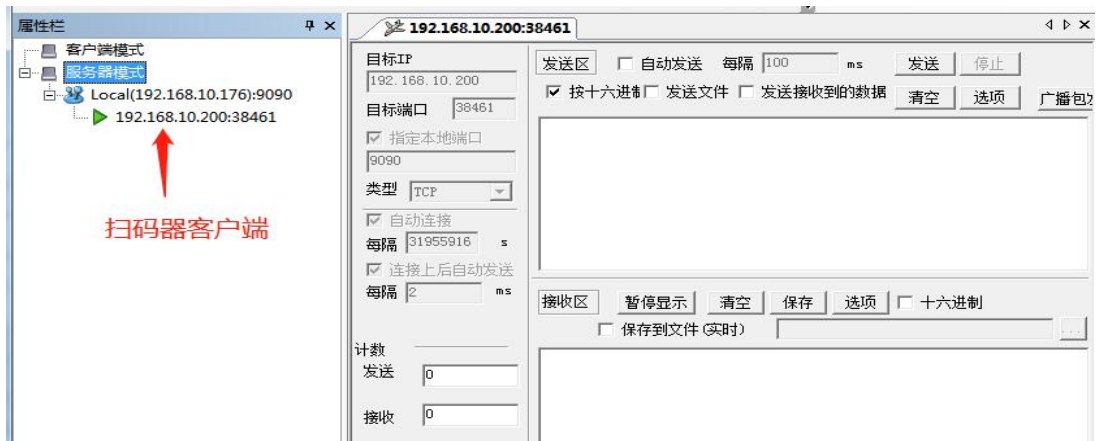 属性栏
客户端模式
服务器模式
Local(192.168.10.176):9090
192.168.10.200:38461
扫码器客户端
192.168.10.200:38461
目标IP
192.168.10.200
目标端口 38461
指定本地端口
9090
类型 TCP
自动连接
每隔 31955916 s
连接上后自动发送
每隔 2 ms
计数
发送 0
接收 0
发送区 自动发送 每隔 100 ms 发送 停止
按十六进制 发送文件 发送接收到的数据 清空 选项 广播包
接收区 暂停显示 清空 保存 选项 十六进制
保存到文件(实时) ...